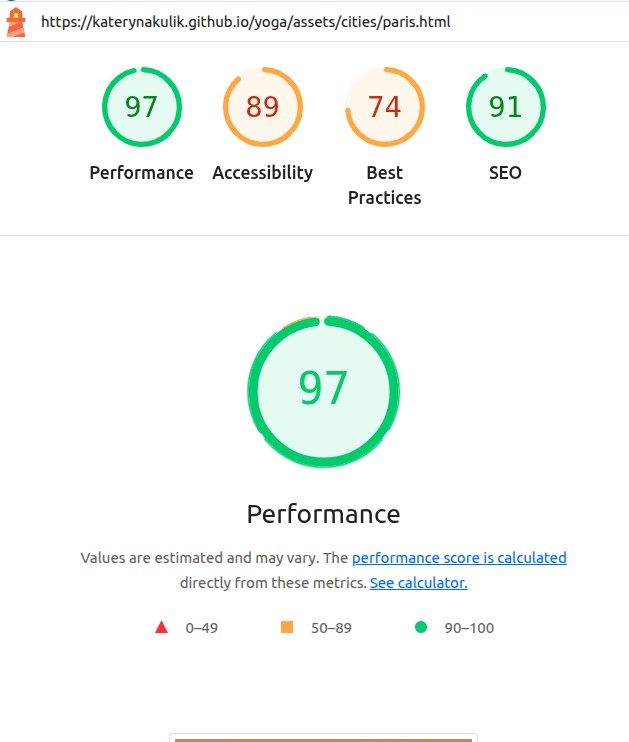 https://katerynakulik.github.io/yoga/assets/cities/paris.html
97 89 74 91
Performance Accessibility Best Practices SEO
97
Performance
Values are estimated and may vary. The performance score is calculated
directly from these metrics. See calculator.
0–49 50–89 90–100